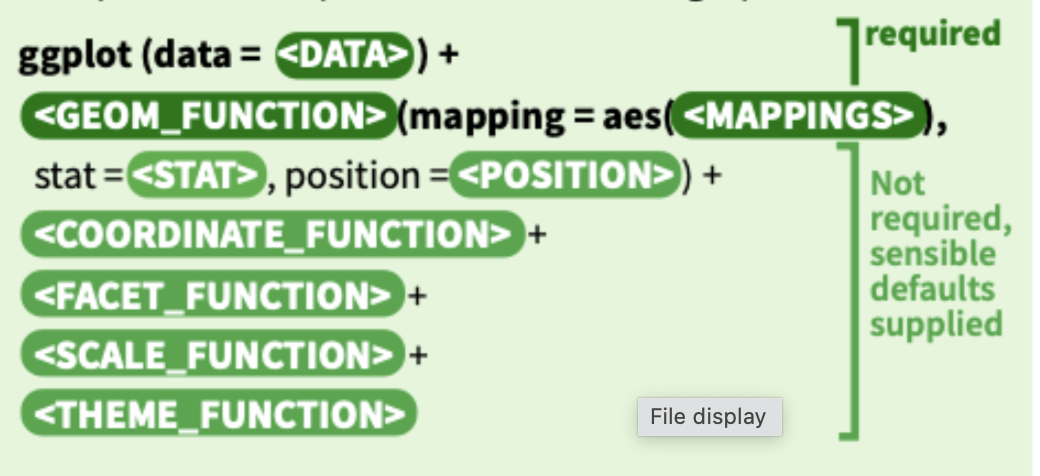 ggplot (data = <DATA>) +
required
<GEOM_FUNCTION>(mapping = aes(<MAPPINGS>),
stat = <STAT>, position = <POSITION>) +
<COORDINATE_FUNCTION> +
<FACET_FUNCTION> +
<SCALE_FUNCTION> +
<THEME_FUNCTION>
Not
required,
sensible
defaults
supplied
File display